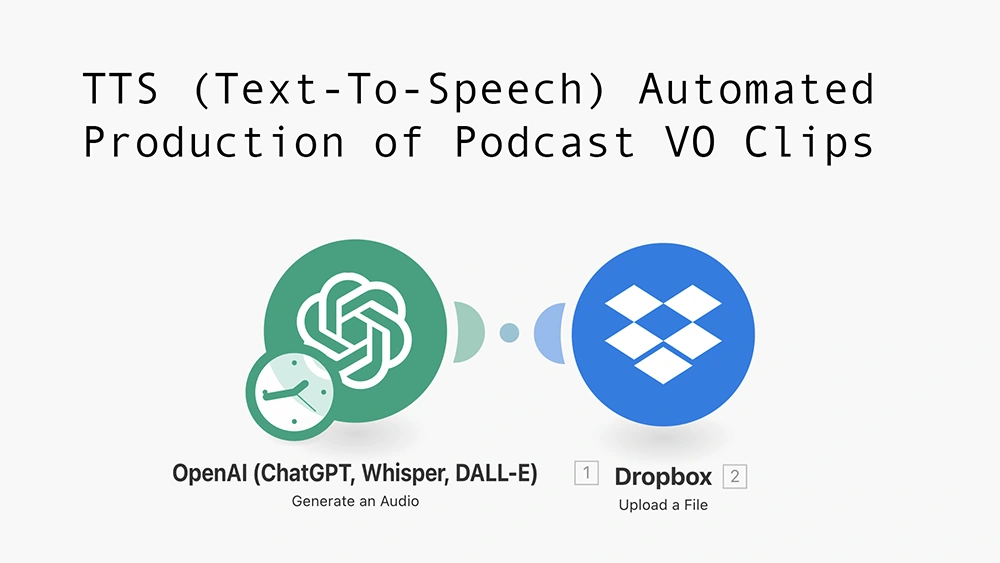 TTS (Text-To-Speech) Automated
Production of Podcast VO Clips
OpenAI (ChatGPT, Whisper, DALL-E) 1
Generate an Audio
Dropbox 2
Upload a File